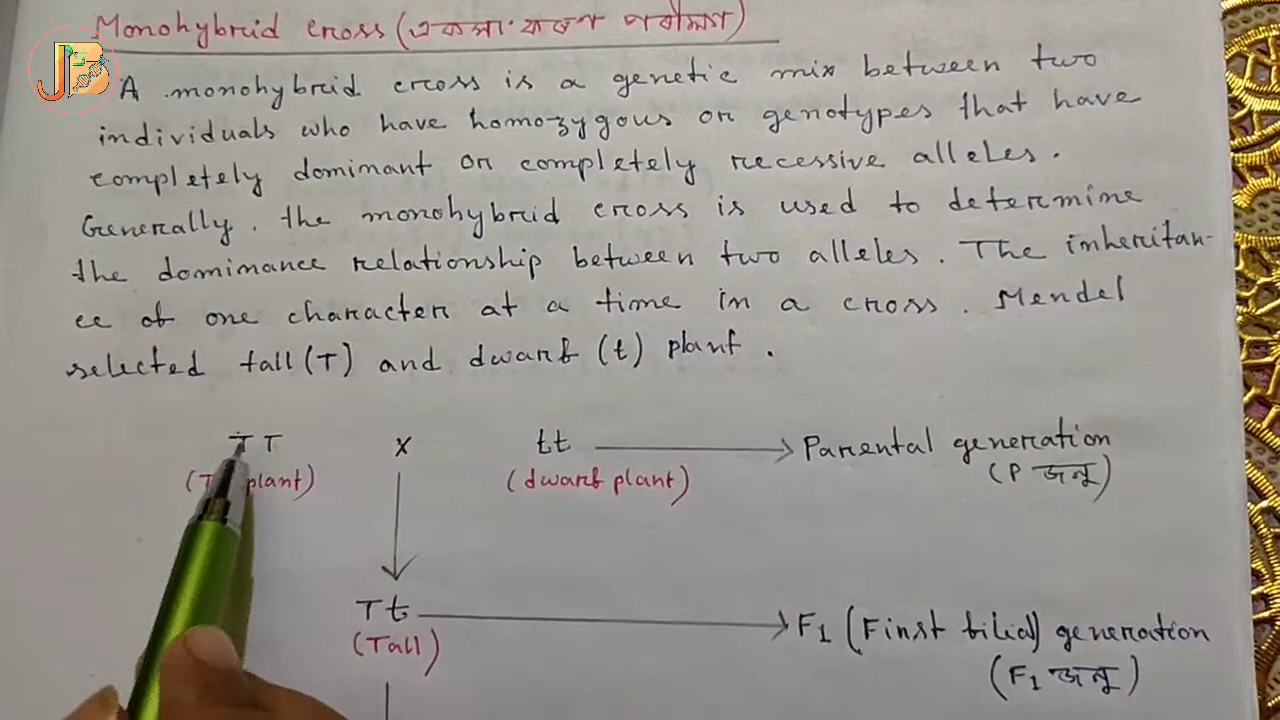 Monohybrid cross (একসংকরণ পরীক্ষা)
JB
A monohybrid cross is a genetic mix between two
individuals who have homozygous or genotypes that have
completely dominant or completely recessive alleles.
Generally, the monohybrid cross is used to determine
the dominance relationship between two alleles. The inheritan-
ce of one character at a time in a cross. Mendel
selected tall (T) and dwarf (t) plant.
TT x tt Parental generation
plant) (dwarf plant) (P জনু)
Tt F1 (First filial) generation
(Tall) (F1 জনু)